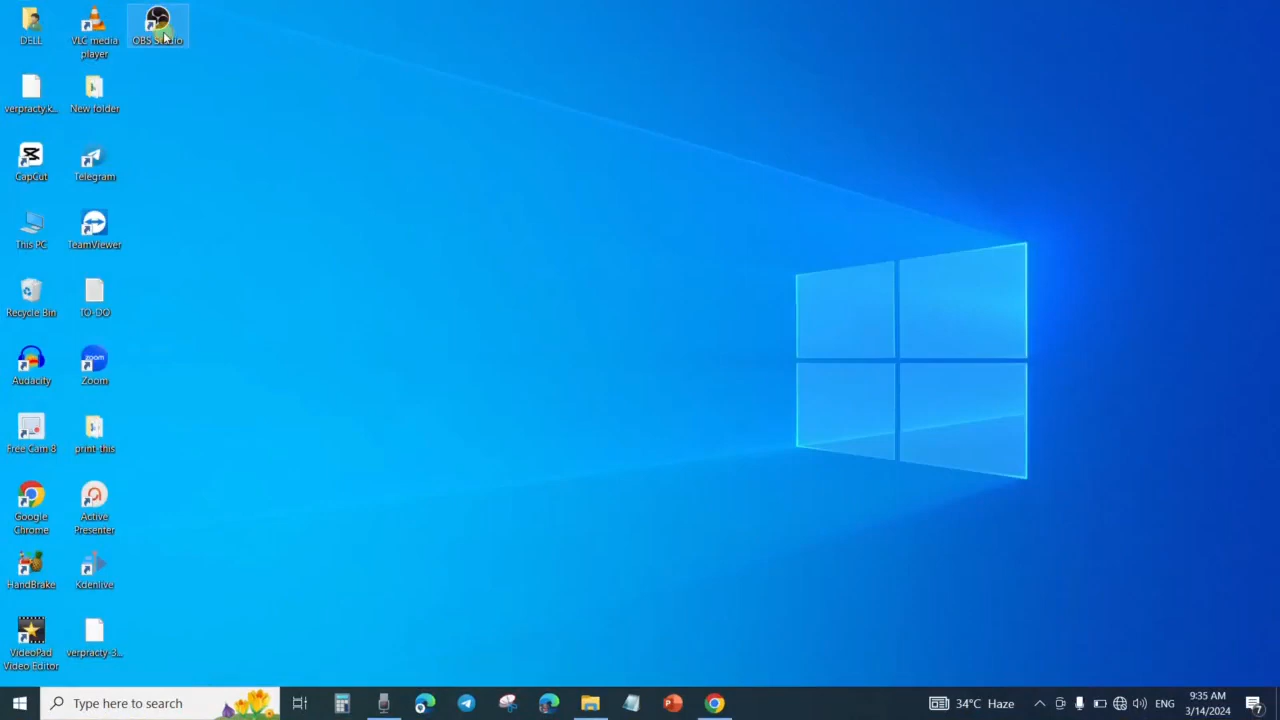 DELL
VLC media
player
OBS Studio
verpracty.k...
New folder
CapCut
Telegram
This PC
TeamViewer
Recycle Bin
TO-DO
Audacity
zoom
Zoom
Free Cam 8
print-this
Google
Chrome
Active
Presenter
HandBrake
Kdenlive
VideoPad
Video Editor
verpracty-3...
Type here to search
34°C Haze
ENG
9:35 AM
3/14/2024
7